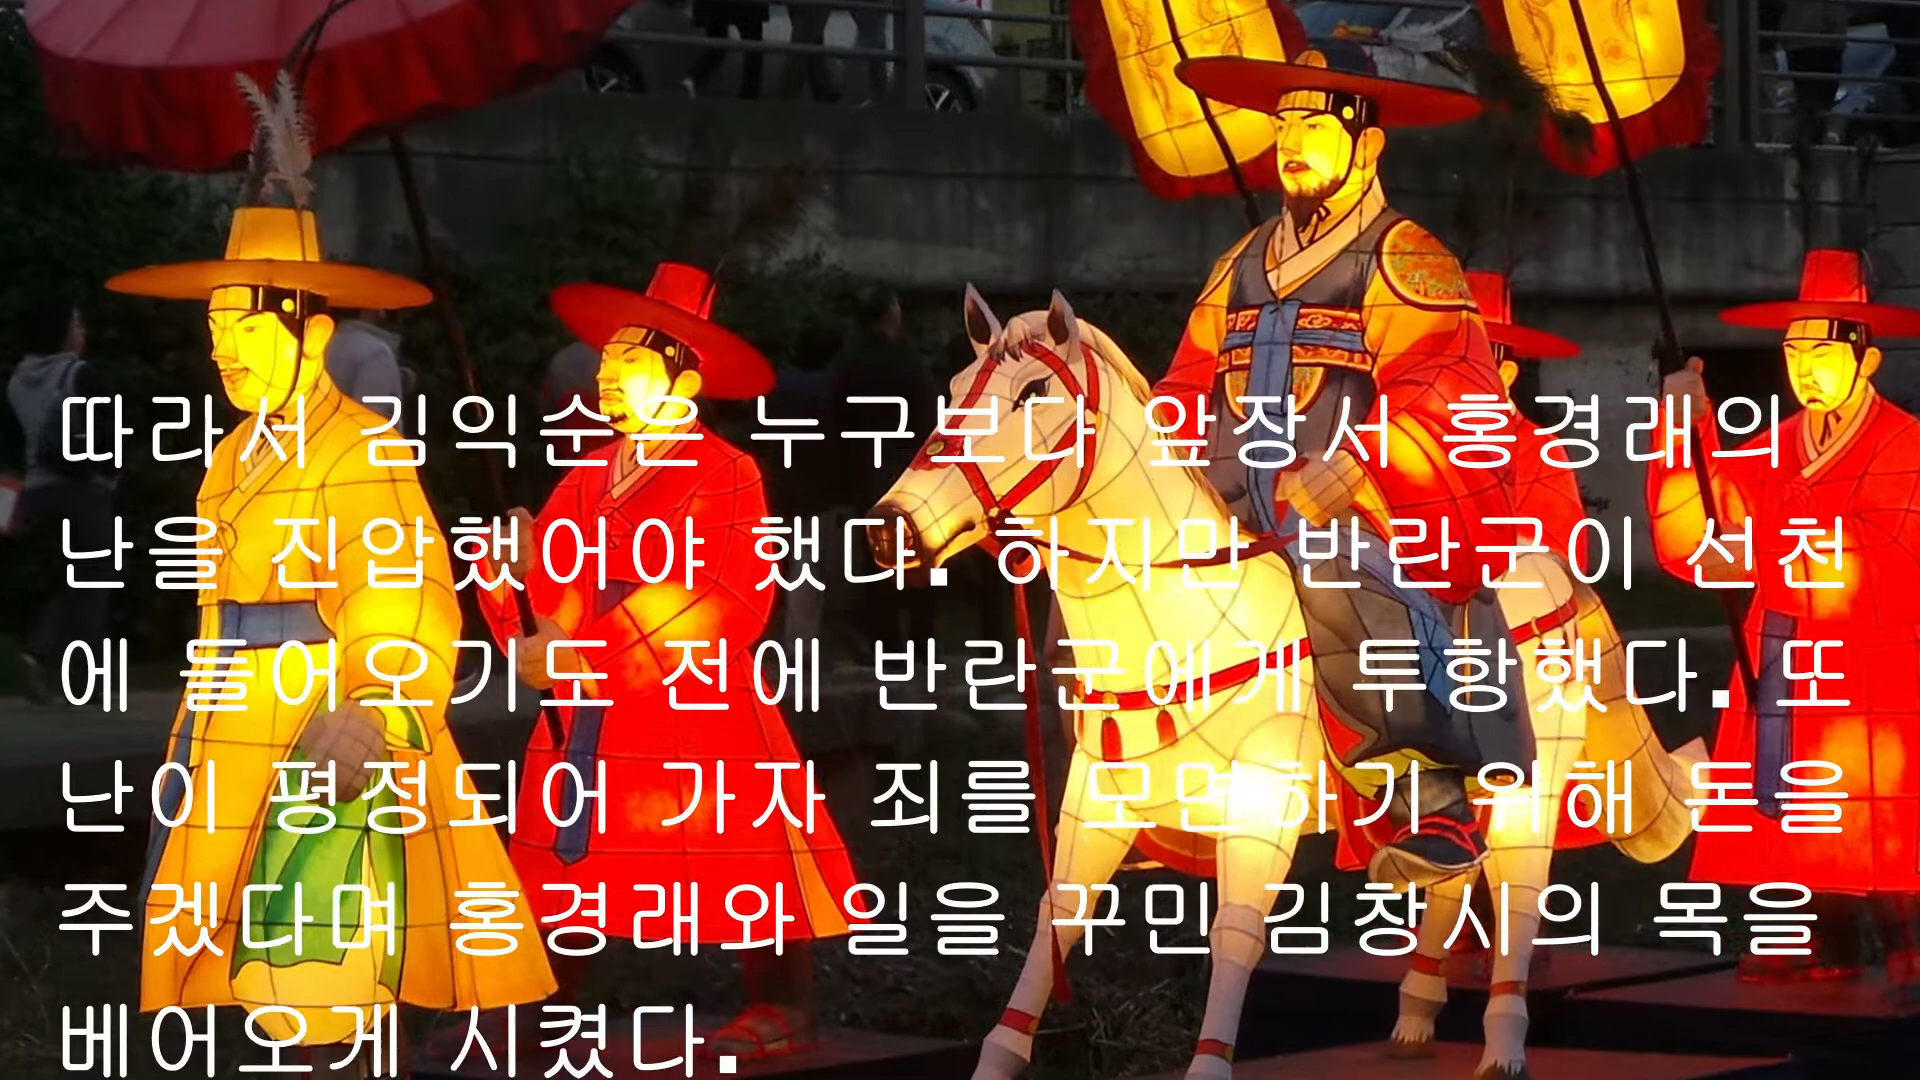 따라서 김익순은 누구보다 앞장서 홍경래의
난을 진압했어야 했다. 하지만 반란군이 선천
에 들어오기도 전에 반란군에게 투항했다. 또
난이 평정되어 가자 죄를 모면하기 위해 돈을
주겠다며 홍경래와 일을 꾸민 김창시의 목을
베어오게 시켰다.